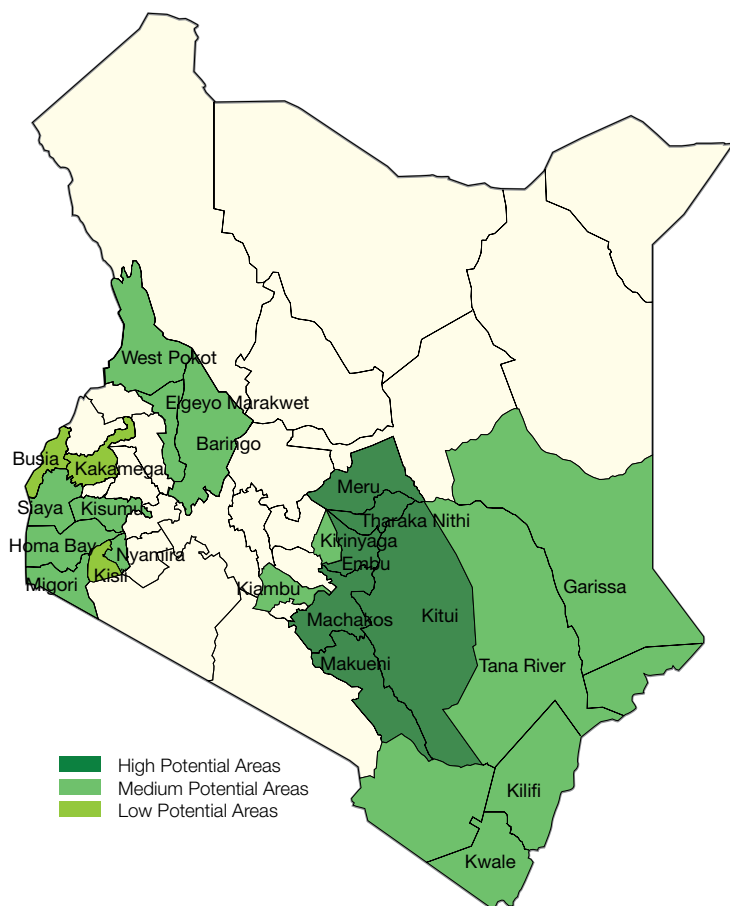 West Pokot
Elgeyo Marakwet
Baringo
Busia
Kakamega
Siaya
Kisumu
Homa Bay
Nyamira
Kisii
Migori
Meru
Tharaka Nithi
Kirinyaga
Embu
Kiambu
Garissa
Machakos
Kitui
Makueni
Tana River
High Potential Areas
Medium Potential Areas
Low Potential Areas
Kilifi
Kwale